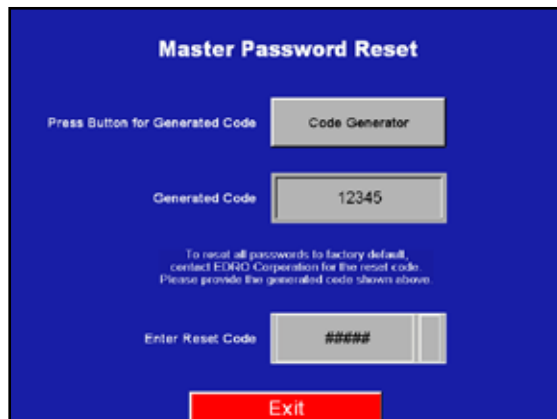 Master Password Reset
Press Button for Generated Code
Code Generator
Generated Code
12345
To reset all passwords to factory default,
contact EDRO Corporation for the reset code.
Please provide the generated code shown above.
Enter Reset Code
#####
Exit